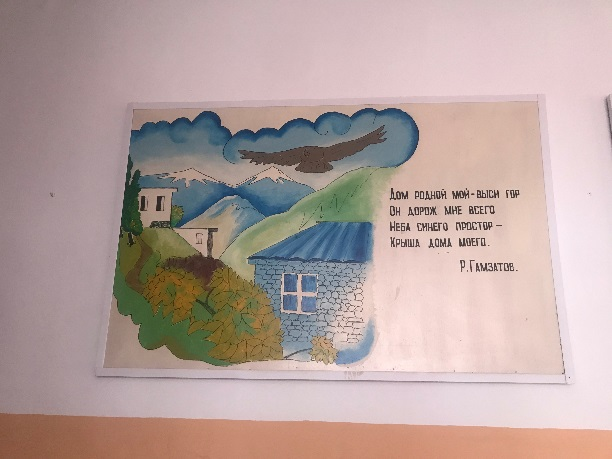 Дом родной мой - выси гор
Он дорож мне всего
Неба синего простор -
Крыша дома моего.
Р.Гамзатов.